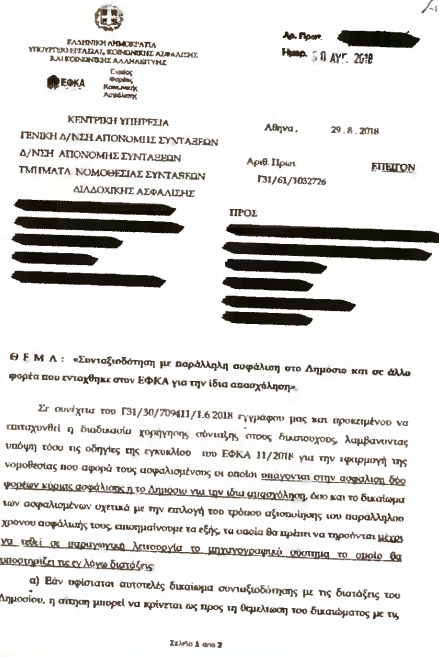 Αρ. Πρωτ.
Ημερ. 30 ΑΥΓ. 2018
ΕΛΛΗΝΙΚΗ ΔΗΜΟΚΡΑΤΙΑ
ΥΠΟΥΡΓΕΙΟ ΕΡΓΑΣΙΑΣ, ΚΟΙΝΩΝΙΚΗΣ ΑΣΦΑΛΙΣΗΣ
ΚΑΙ ΚΟΙΝΩΝΙΚΗΣ ΑΛΛΗΛΕΓΓΥΗΣ
ΕΦΚΑ
Ενιαίος
Φορέας
Κοινωνικής
Ασφάλισης
ΚΕΝΤΡΙΚΗ ΥΠΗΡΕΣΙΑ
ΓΕΝΙΚΗ Δ/ΝΣΗ ΑΠΟΝΟΜΗΣ ΣΥΝΤΑΞΕΩΝ
Δ/ΝΣΗ ΑΠΟΝΟΜΗΣ ΣΥΝΤΑΞΕΩΝ
ΤΜΗΜΑΤΑ ΝΟΜΟΘΕΣΙΑΣ ΣΥΝΤΑΞΕΩΝ
ΔΙΑΔΟΧΙΚΗΣ ΑΣΦΑΛΙΣΗΣ
Αθήνα, 29.8.2018
Αριθ. Πρωτ ΕΠΕΙΓΟΝ
Γ31/61/1032726
ΠΡΟΣ
Θ Ε Μ Α : «Συνταξιοδότηση με παράλληλη ασφάλιση στο Δημόσιο και σε άλλο
φορέα που εντάχθηκε στον ΕΦΚΑ για την ίδια απασχόληση».
Σε συνέχεια του Γ31/30/709411/1.6.2018 εγγράφου μας και προκειμένου να
επιταχυνθεί η διαδικασία χορήγησης σύνταξης στους δικαιούχους, λαμβάνοντας
υπόψη τόσο τις οδηγίες της εγκυκλίου του ΕΦΚΑ 11/2018 για την εφαρμογή της
νομοθεσίας που αφορά τους ασφαλισμένους οι οποίοι υπάγονται στην ασφάλιση δύο
φορέων κύριας ασφάλισης ή το Δημόσιο για την ίδια απασχόληση, όσο και το δικαίωμα
των ασφαλισμένων σχετικά με την επιλογή του τρόπου αξιοποίησης του παράλληλου
χρόνου ασφάλισής τους, επισημαίνουμε τα εξής, τα οποία θα πρέπει να τηρούνται μέχρι
να τεθεί σε παραγωγική λειτουργία το μηχανογραφικό σύστημα το οποίο θα
υποστηρίζει τις εν λόγω διατάξεις:
α) Εάν υφίσταται αυτοτελές δικαίωμα συνταξιοδότησης με τις διατάξεις του
Δημοσίου, η αίτηση μπορεί να κρίνεται ως προς τη θεμελίωση του δικαιώματος με τις
Σελίδα 1 από 2